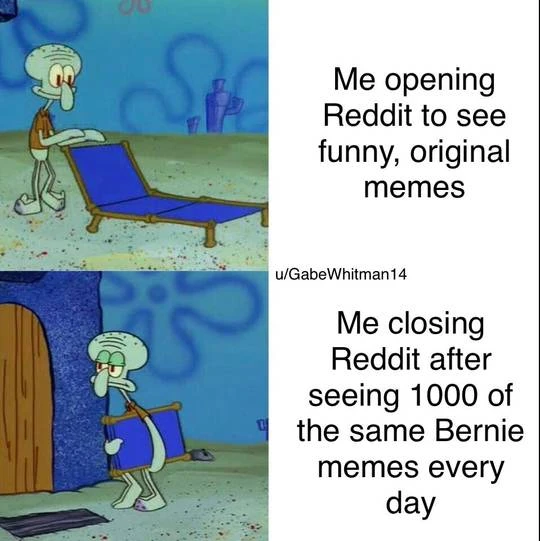 Me opening
Reddit to see
funny, original
memes
u/GabeWhitman14
Me closing
Reddit after
seeing 1000 of
the same Bernie
memes every
day